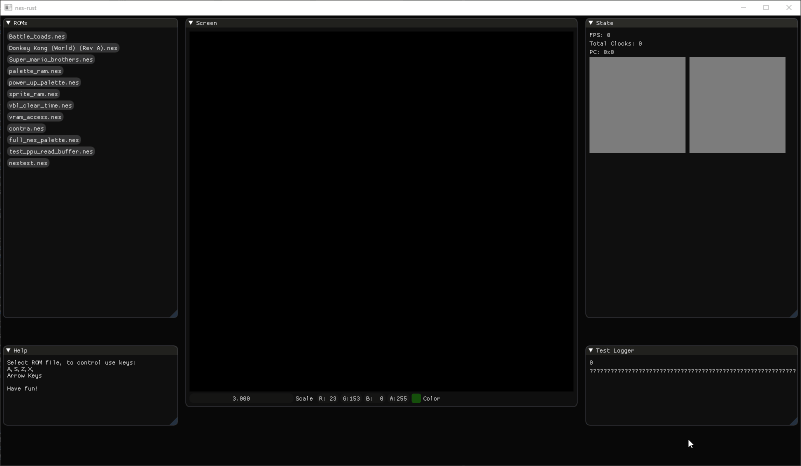 nes-rust
ROMs
Battle_toads.nes
Donkey Kong (World) (Rev A).nes
Super_mario_brothers.nes
palette_ram.nes
power_up_palette.nes
sprite_ram.nes
vbl_clear_time.nes
vram_access.nes
contra.nes
full_nes_palette.nes
test_ppu_read_buffer.nes
nestest.nes
Help
Select ROM file, to control use keys:
A, S, Z, X,
Arrow Keys
Have fun!
Screen
3.000 Scale R: 23 G:153 B: 0 A:255 Color
State
FPS: 0
Total Clocks: 0
PC: 0x0
Test Logger
0